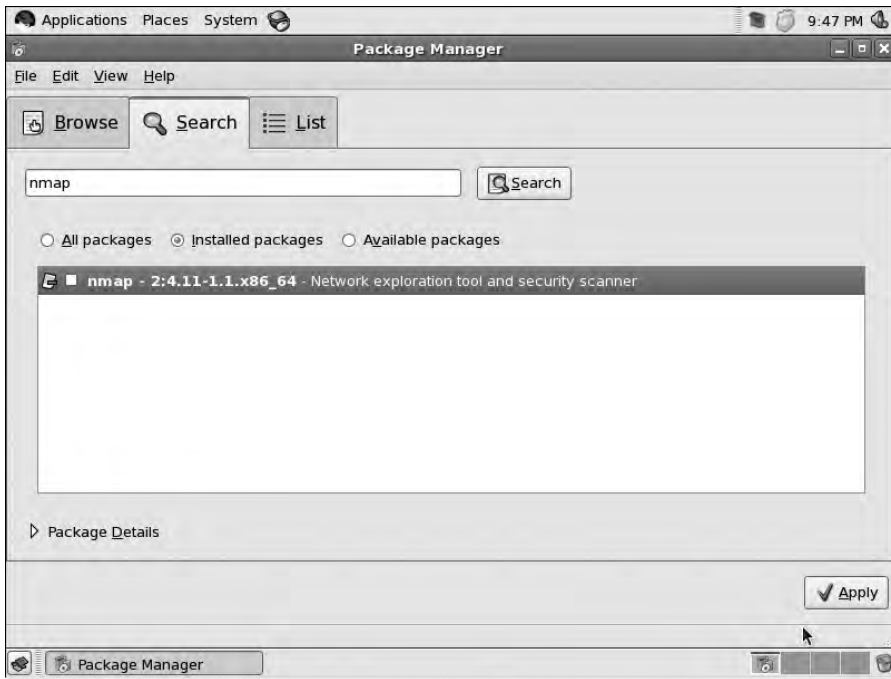 Applications Places System 9:47 PM
Package Manager
File Edit View Help
Browse Search List
nmap Search
All packages Installed packages Available packages
nmap - 2:4.11-1.1.x86_64 - Network exploration tool and security scanner
Package Details
Apply
Package Manager